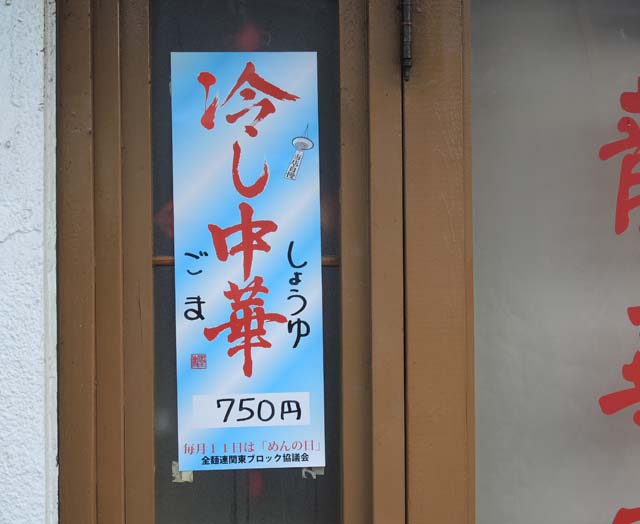 冷し中華
しょうゆ
ごま
750円
毎月11日は「めんの日」
全麺連関東ブロック協議会